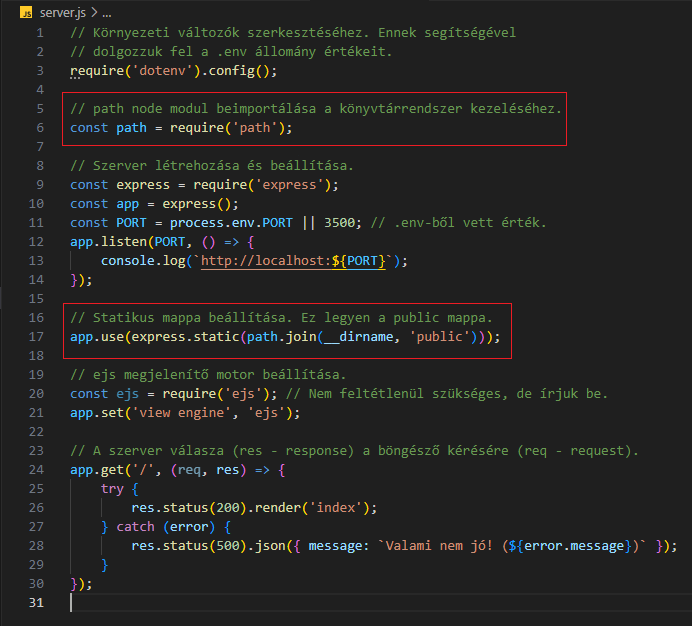 JS server.js > ...
1 // Környezeti változók szerkesztéséhez. Ennek segítségével
2 // dolgozzuk fel a .env állomány értékeit.
3 require('dotenv').config();
4
5 // path node modul beimportálása a könyvtárrendszer kezeléséhez.
6 const path = require('path');
7
8 // Szerver létrehozása és beállítása.
9 const express = require('express');
10 const app = express();
11 const PORT = process.env.PORT || 3500; // .env-ből vett érték.
12 app.listen(PORT, () => {
13     console.log(`http://localhost:${PORT}`);
14 });
15
16 // Statikus mappa beállítása. Ez legyen a public mappa.
17 app.use(express.static(path.join(__dirname, 'public')));
18
19 // ejs megjelenítő motor beállítása.
20 const ejs = require('ejs'); // Nem feltétlenül szükséges, de írjuk be.
21 app.set('view engine', 'ejs');
22
23 // A szerver válasza (res - response) a böngésző kérésére (req - request).
24 app.get('/', (req, res) => {
25     try {
26         res.status(200).render('index');
27     } catch (error) {
28         res.status(500).json({ message: `Valami nem jó! (${error.message})` });
29     }
30 });
31